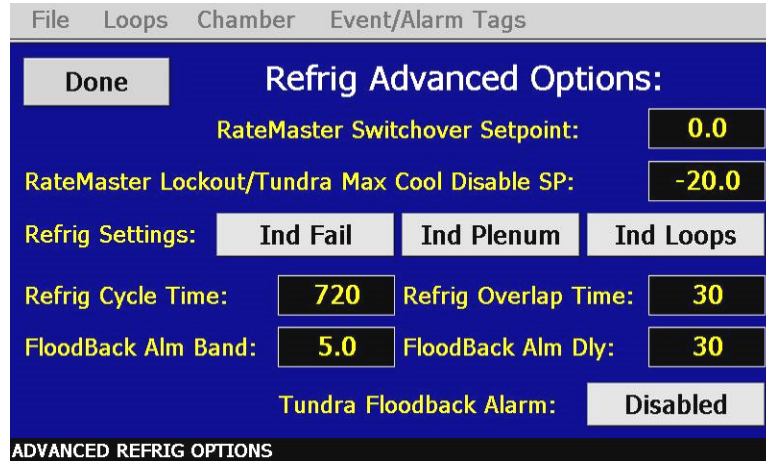 File Loops Chamber Event/Alarm Tags
Done Refrig Advanced Options:
RateMaster Switchover Setpoint: 0.0
RateMaster Lockout/Tundra Max Cool Disable SP: -20.0
Refrig Settings: Ind Fail Ind Plenum Ind Loops
Refrig Cycle Time: 720 Refrig Overlap Time: 30
FloodBack Alm Band: 5.0 FloodBack Alm Dly: 30
Tundra Floodback Alarm: Disabled
ADVANCED REFRIG OPTIONS